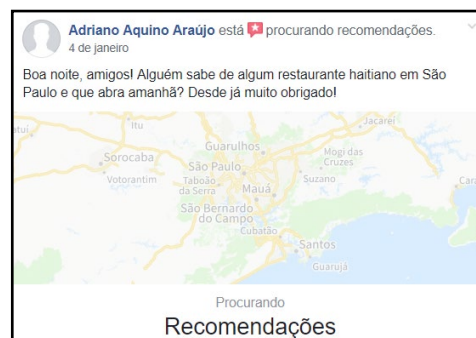 Adriano Aquino Araújo está procurando recomendações.
4 de janeiro
Boa noite, amigos! Alguém sabe de algum restaurante haitiano em São
Paulo e que abra amanhã? Desde já muito obrigado!
Itu
Jacareí
Guarulhos
Sorocaba
São Paulo
Mogi das
Cruzes
Votorantim
Taboão
da Serra
Suzano
Mauá
São Bernardo
do Campo
Cubatão
Santos
Guarujá
Procurando
Recomendações